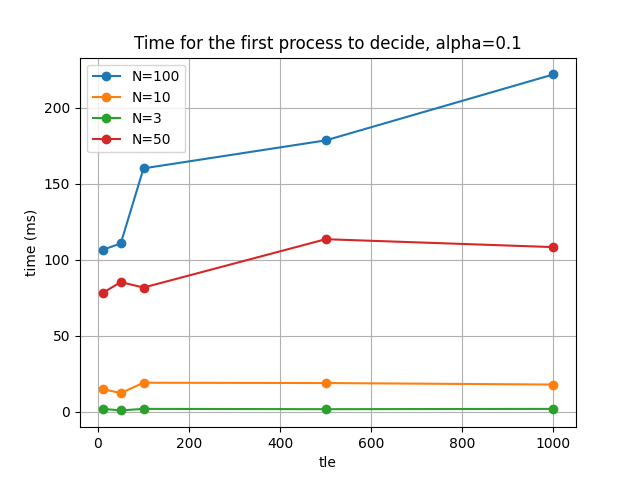 Time for the first process to decide, alpha=0.1
N=100
N=10
N=3
N=50
time (ms)
200
150
100
50
0
0 200 400 600 800 1000
tle